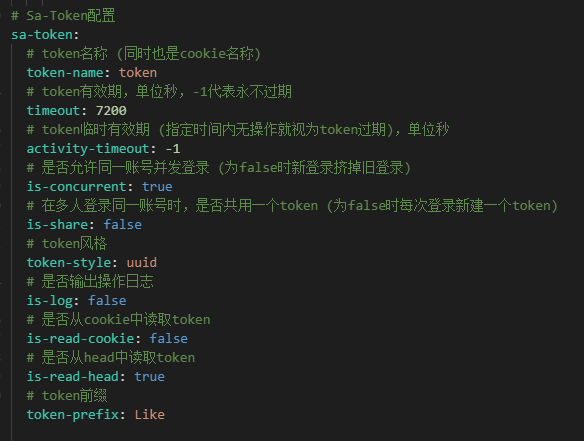 # Sa-Token配置
sa-token:
# token名称 (同时也是cookie名称)
token-name: token
# token有效期，单位秒，-1代表永不过期
timeout: 7200
# token临时有效期 (指定时间内无操作就视为token过期)，单位秒
activity-timeout: -1
# 是否允许同一账号并发登录 (为false时新登录挤掉旧登录)
is-concurrent: true
# 在多人登录同一账号时，是否共用一个token (为false时每次登录新建一个token)
is-share: false
# token风格
token-style: uuid
# 是否输出操作日志
is-log: false
# 是否从cookie中读取token
is-read-cookie: false
# 是否从head中读取token
is-read-head: true
# token前缀
token-prefix: Like